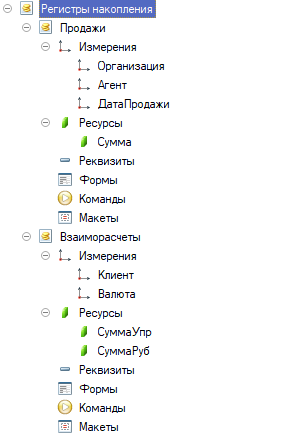 Регистры накопления
Продажи
Измерения
Организация
Агент
ДатаПродажи
Ресурсы
Сумма
Реквизиты
Формы
Команды
Макеты
Взаиморасчеты
Измерения
Клиент
Валюта
Ресурсы
СуммаУпр
СуммаРуб
Реквизиты
Формы
Команды
Макеты